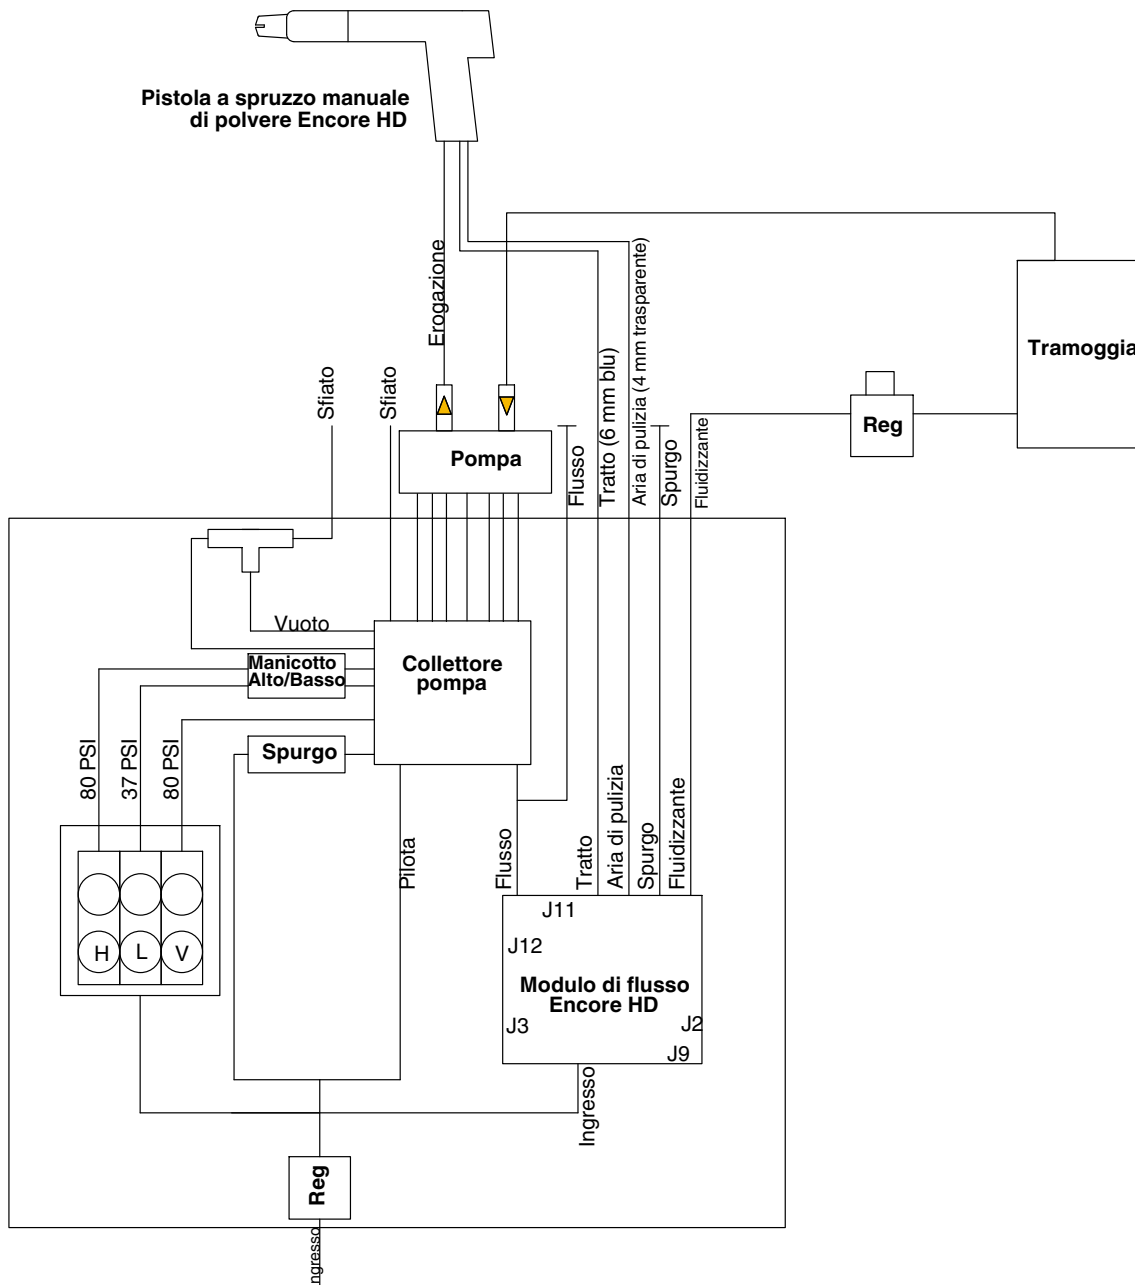 Pistola a spruzzo manuale
di polvere Encore HD
Erogazione
Sfiato
Sfiato
Pompa
Flusso
Tratto (6 mm blu)
Aria di pulizia (4 mm trasparente)
Spurgo
Fluidizzante
Reg
Tramoggia
Vuoto
Manicotto
Alto/Basso
Collettore
pompa
Spurgo
80 PSI
37 PSI
80 PSI
Pilota
Flusso
Tratto
Aria di pulizia
Spurgo
Fluidizzante
H
L
V
J11
J12
Modulo di flusso
Encore HD
J3
J2
J9
Ingresso
Reg
Ingresso